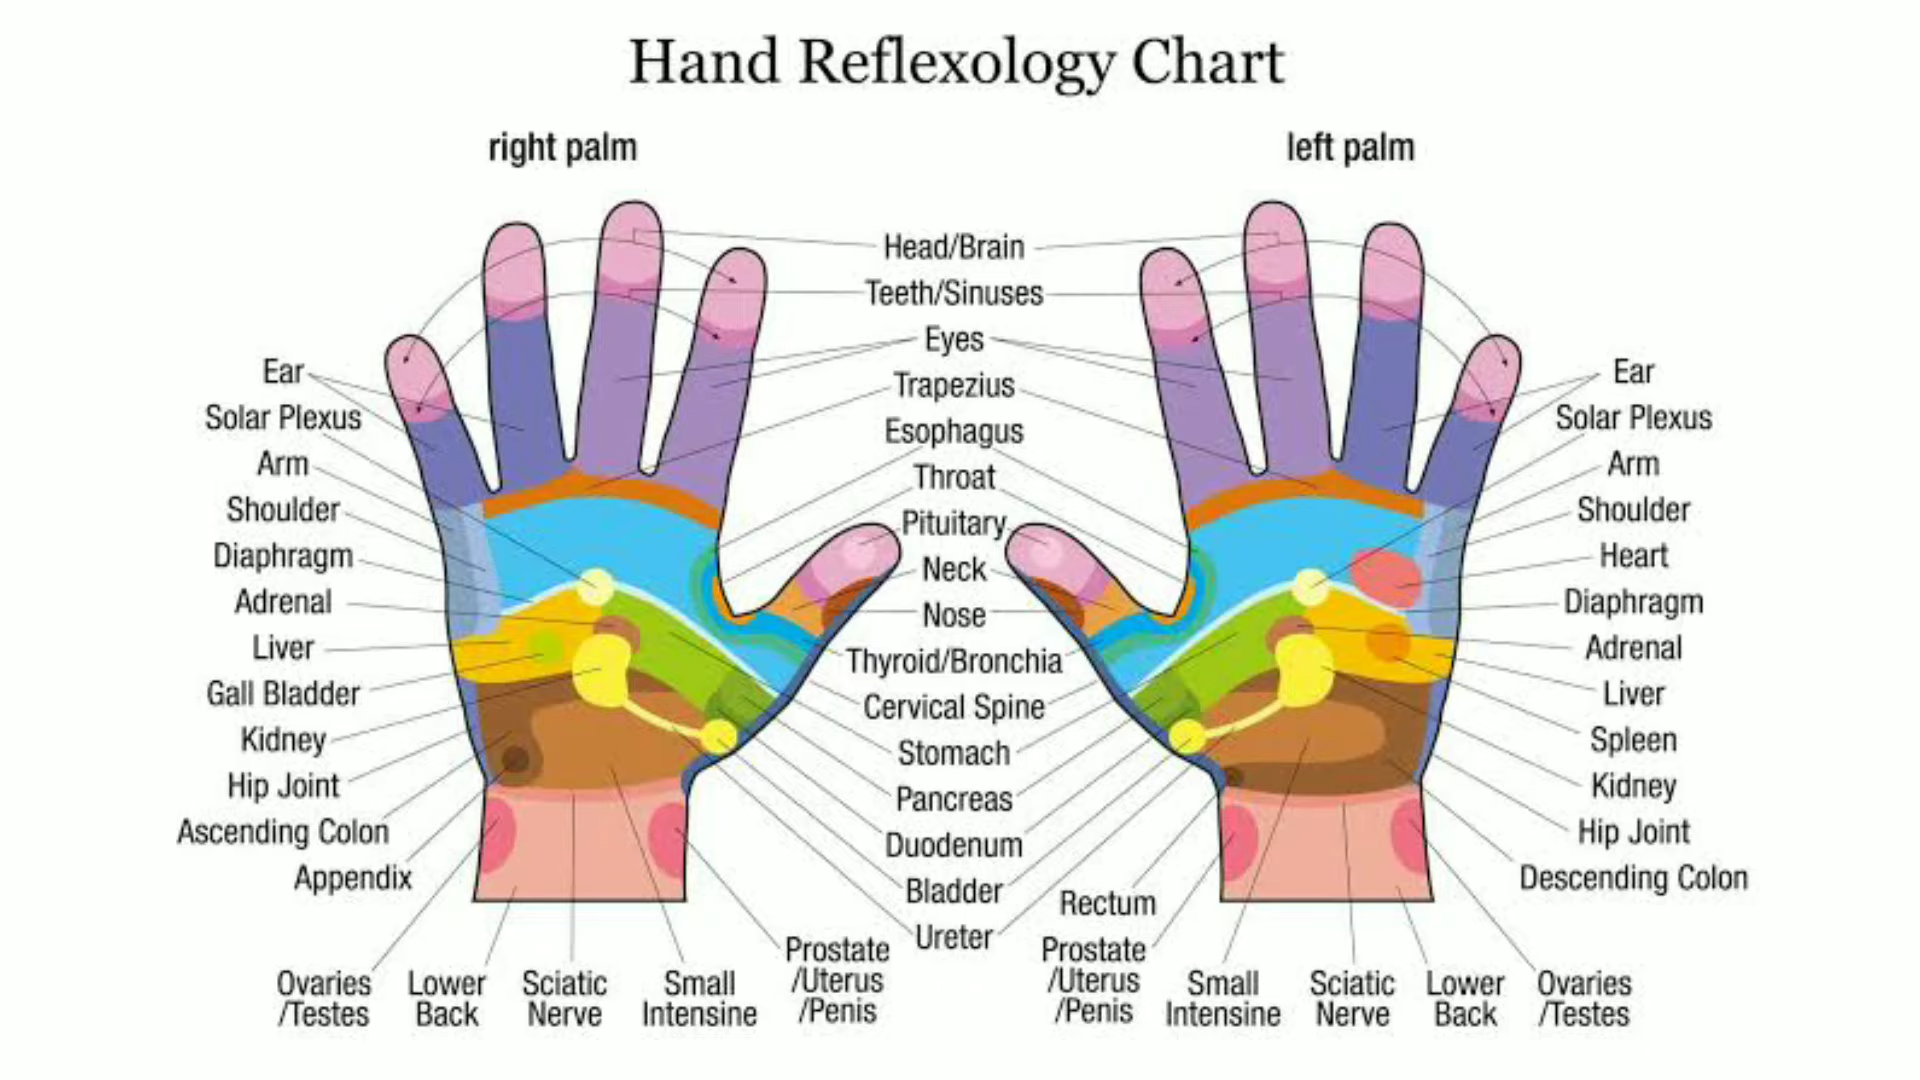 Hand Reflexology Chart
right palm
left palm
Ear
Solar Plexus
Arm
Shoulder
Diaphragm
Adrenal
Liver
Gall Bladder
Kidney
Hip Joint
Ascending Colon
Appendix
Ovaries
/Testes
Lower
Back
Sciatic
Nerve
Small
Intensine
Prostate
/Uterus
/Penis
Head/Brain
Teeth/Sinuses
Eyes
Trapezius
Esophagus
Throat
Pituitary
Neck
Nose
Thyroid/Bronchia
Cervical Spine
Stomach
Pancreas
Duodenum
Bladder
Ureter
Rectum
Prostate
/Uterus
/Penis
Small
Intensine
Sciatic
Nerve
Lower
Back
Ovaries
/Testes
Ear
Solar Plexus
Arm
Shoulder
Heart
Diaphragm
Adrenal
Liver
Spleen
Kidney
Hip Joint
Descending Colon